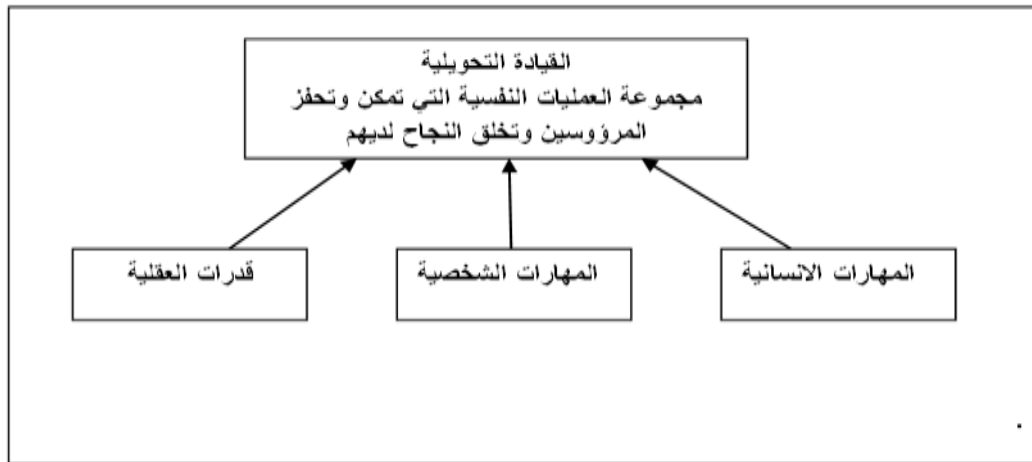 القيادة التحويلية
مجموعة العمليات النفسية التي تمكن وتحفز
المرؤوسين وتخلق النجاح لديهم
المهارات الانسانية
المهارات الشخصية
قدرات العقلية
.